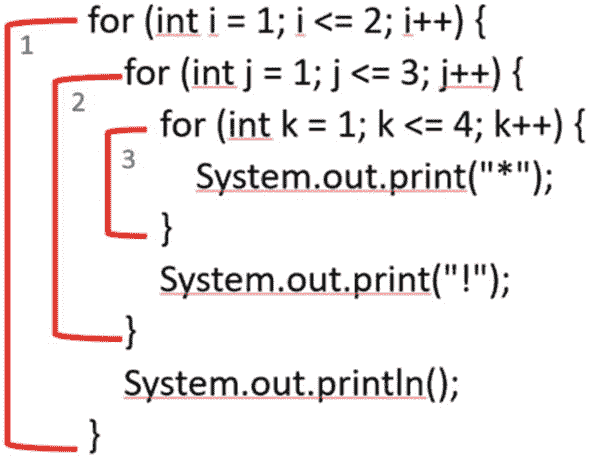 1 for (int i = 1; i <= 2; i++) {
2 for (int j = 1; j <= 3; j++) {
3 for (int k = 1; k <= 4; k++) {
System.out.print("*");
}
System.out.print("!");
}
System.out.println();
}